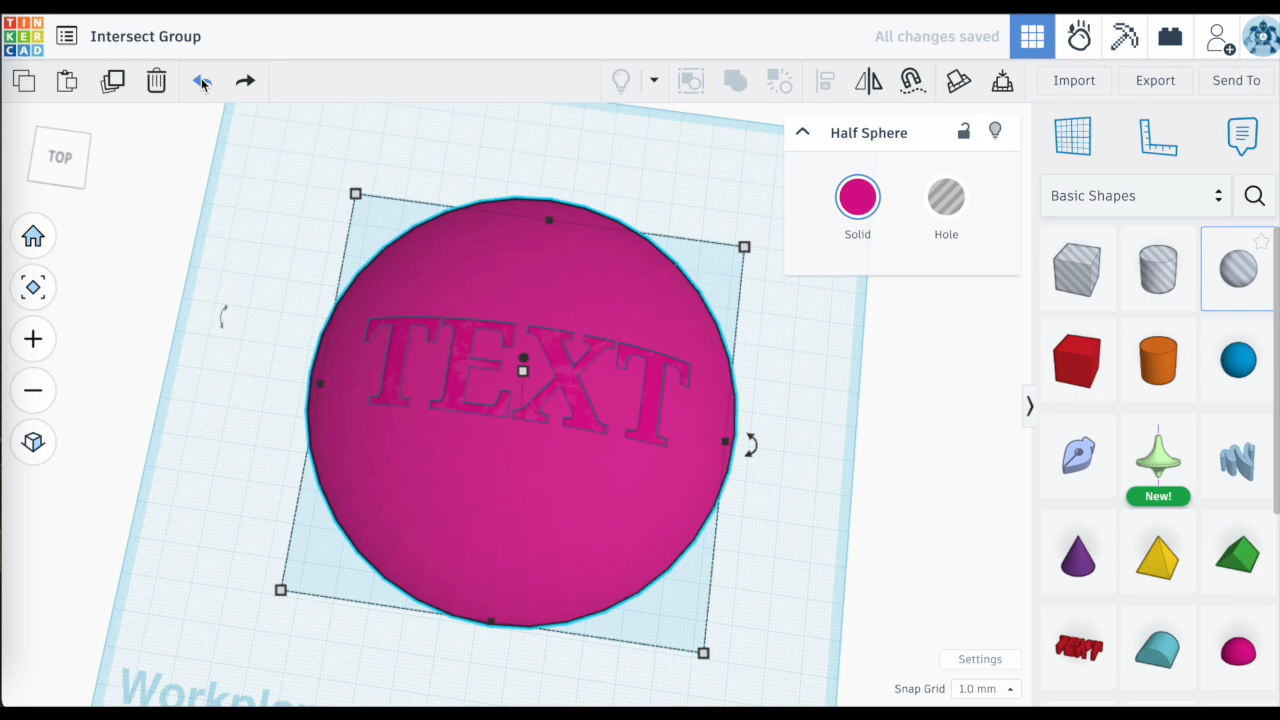 TIN
KER
CAD
Intersect Group
All changes saved
Import
Export
Send To
TOP
Half Sphere
Solid
Hole
Basic Shapes
TEXT
New!
TEXT
Settings
Snap Grid
1.0 mm